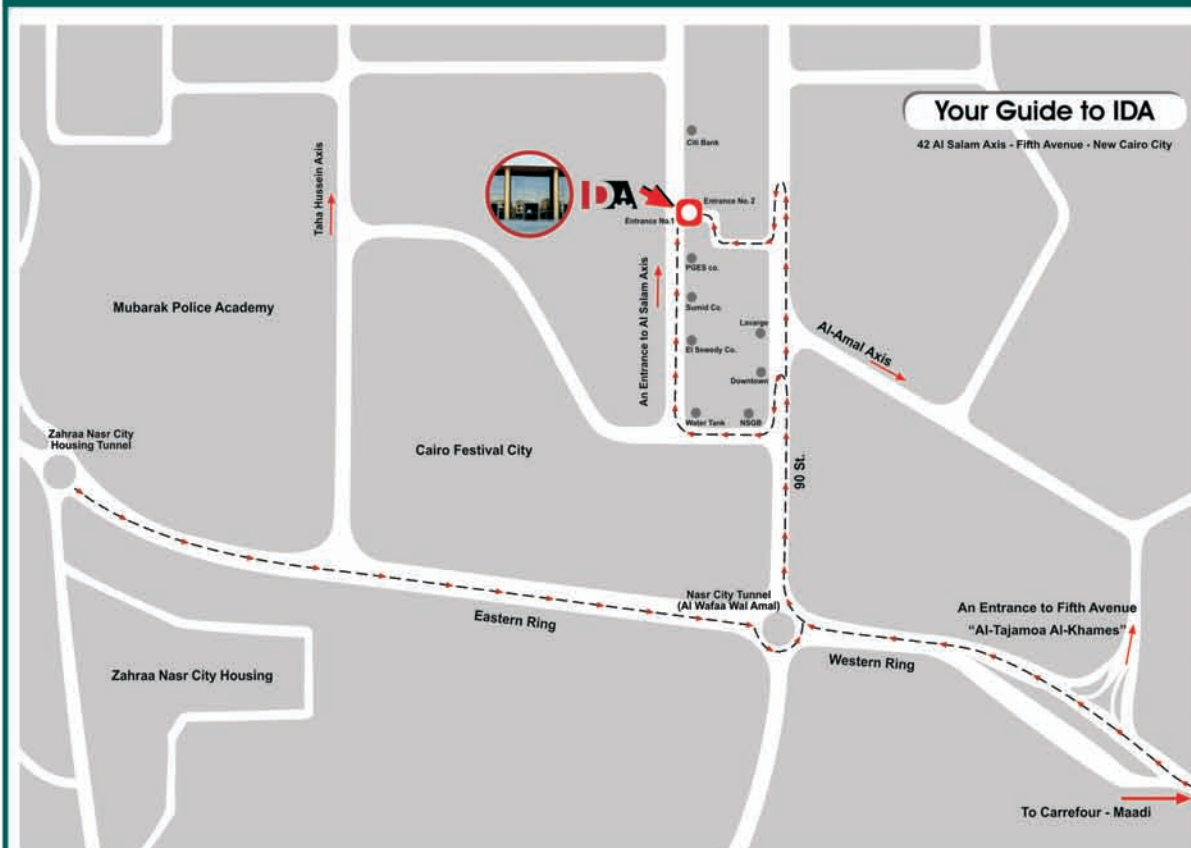 Your Guide to IDA
42 Al Salam Axis - Fifth Avenue - New Cairo City
Citi Bank
Taha Hussein Axis
IDA
Entrance No. 2
Entrance No.1
PGES co.
An Entrance to Al Salam Axis
Mubarak Police Academy
Sumid Co.
Lavarge
El Sewedy Co.
Al-Amal Axis
Downtown
Water Tank
NSGB
Zahraa Nasr City
Housing Tunnel
Cairo Festival City
90 St.
Nasr City Tunnel
(Al Wafaa Wal Amal)
Eastern Ring
An Entrance to Fifth Avenue
"Al-Tajamoa Al-Khames"
Western Ring
Zahraa Nasr City Housing
To Carrefour - Maadi